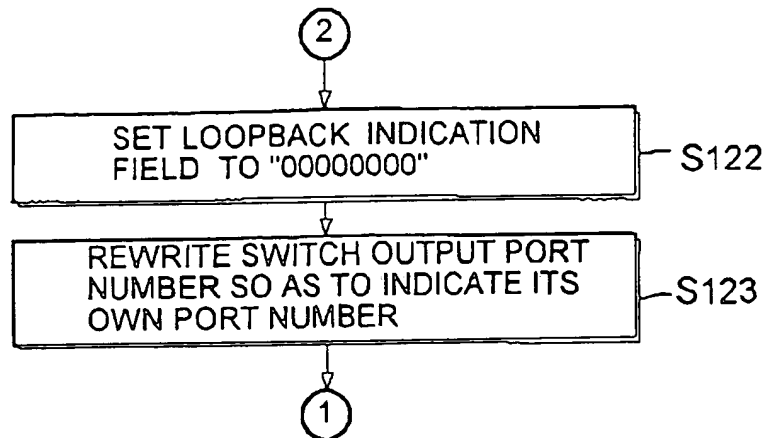 2
SET LOOPBACK INDICATION
FIELD TO "00000000"
S122
REWRITE SWITCH OUTPUT PORT
NUMBER SO AS TO INDICATE ITS
OWN PORT NUMBER
S123
1